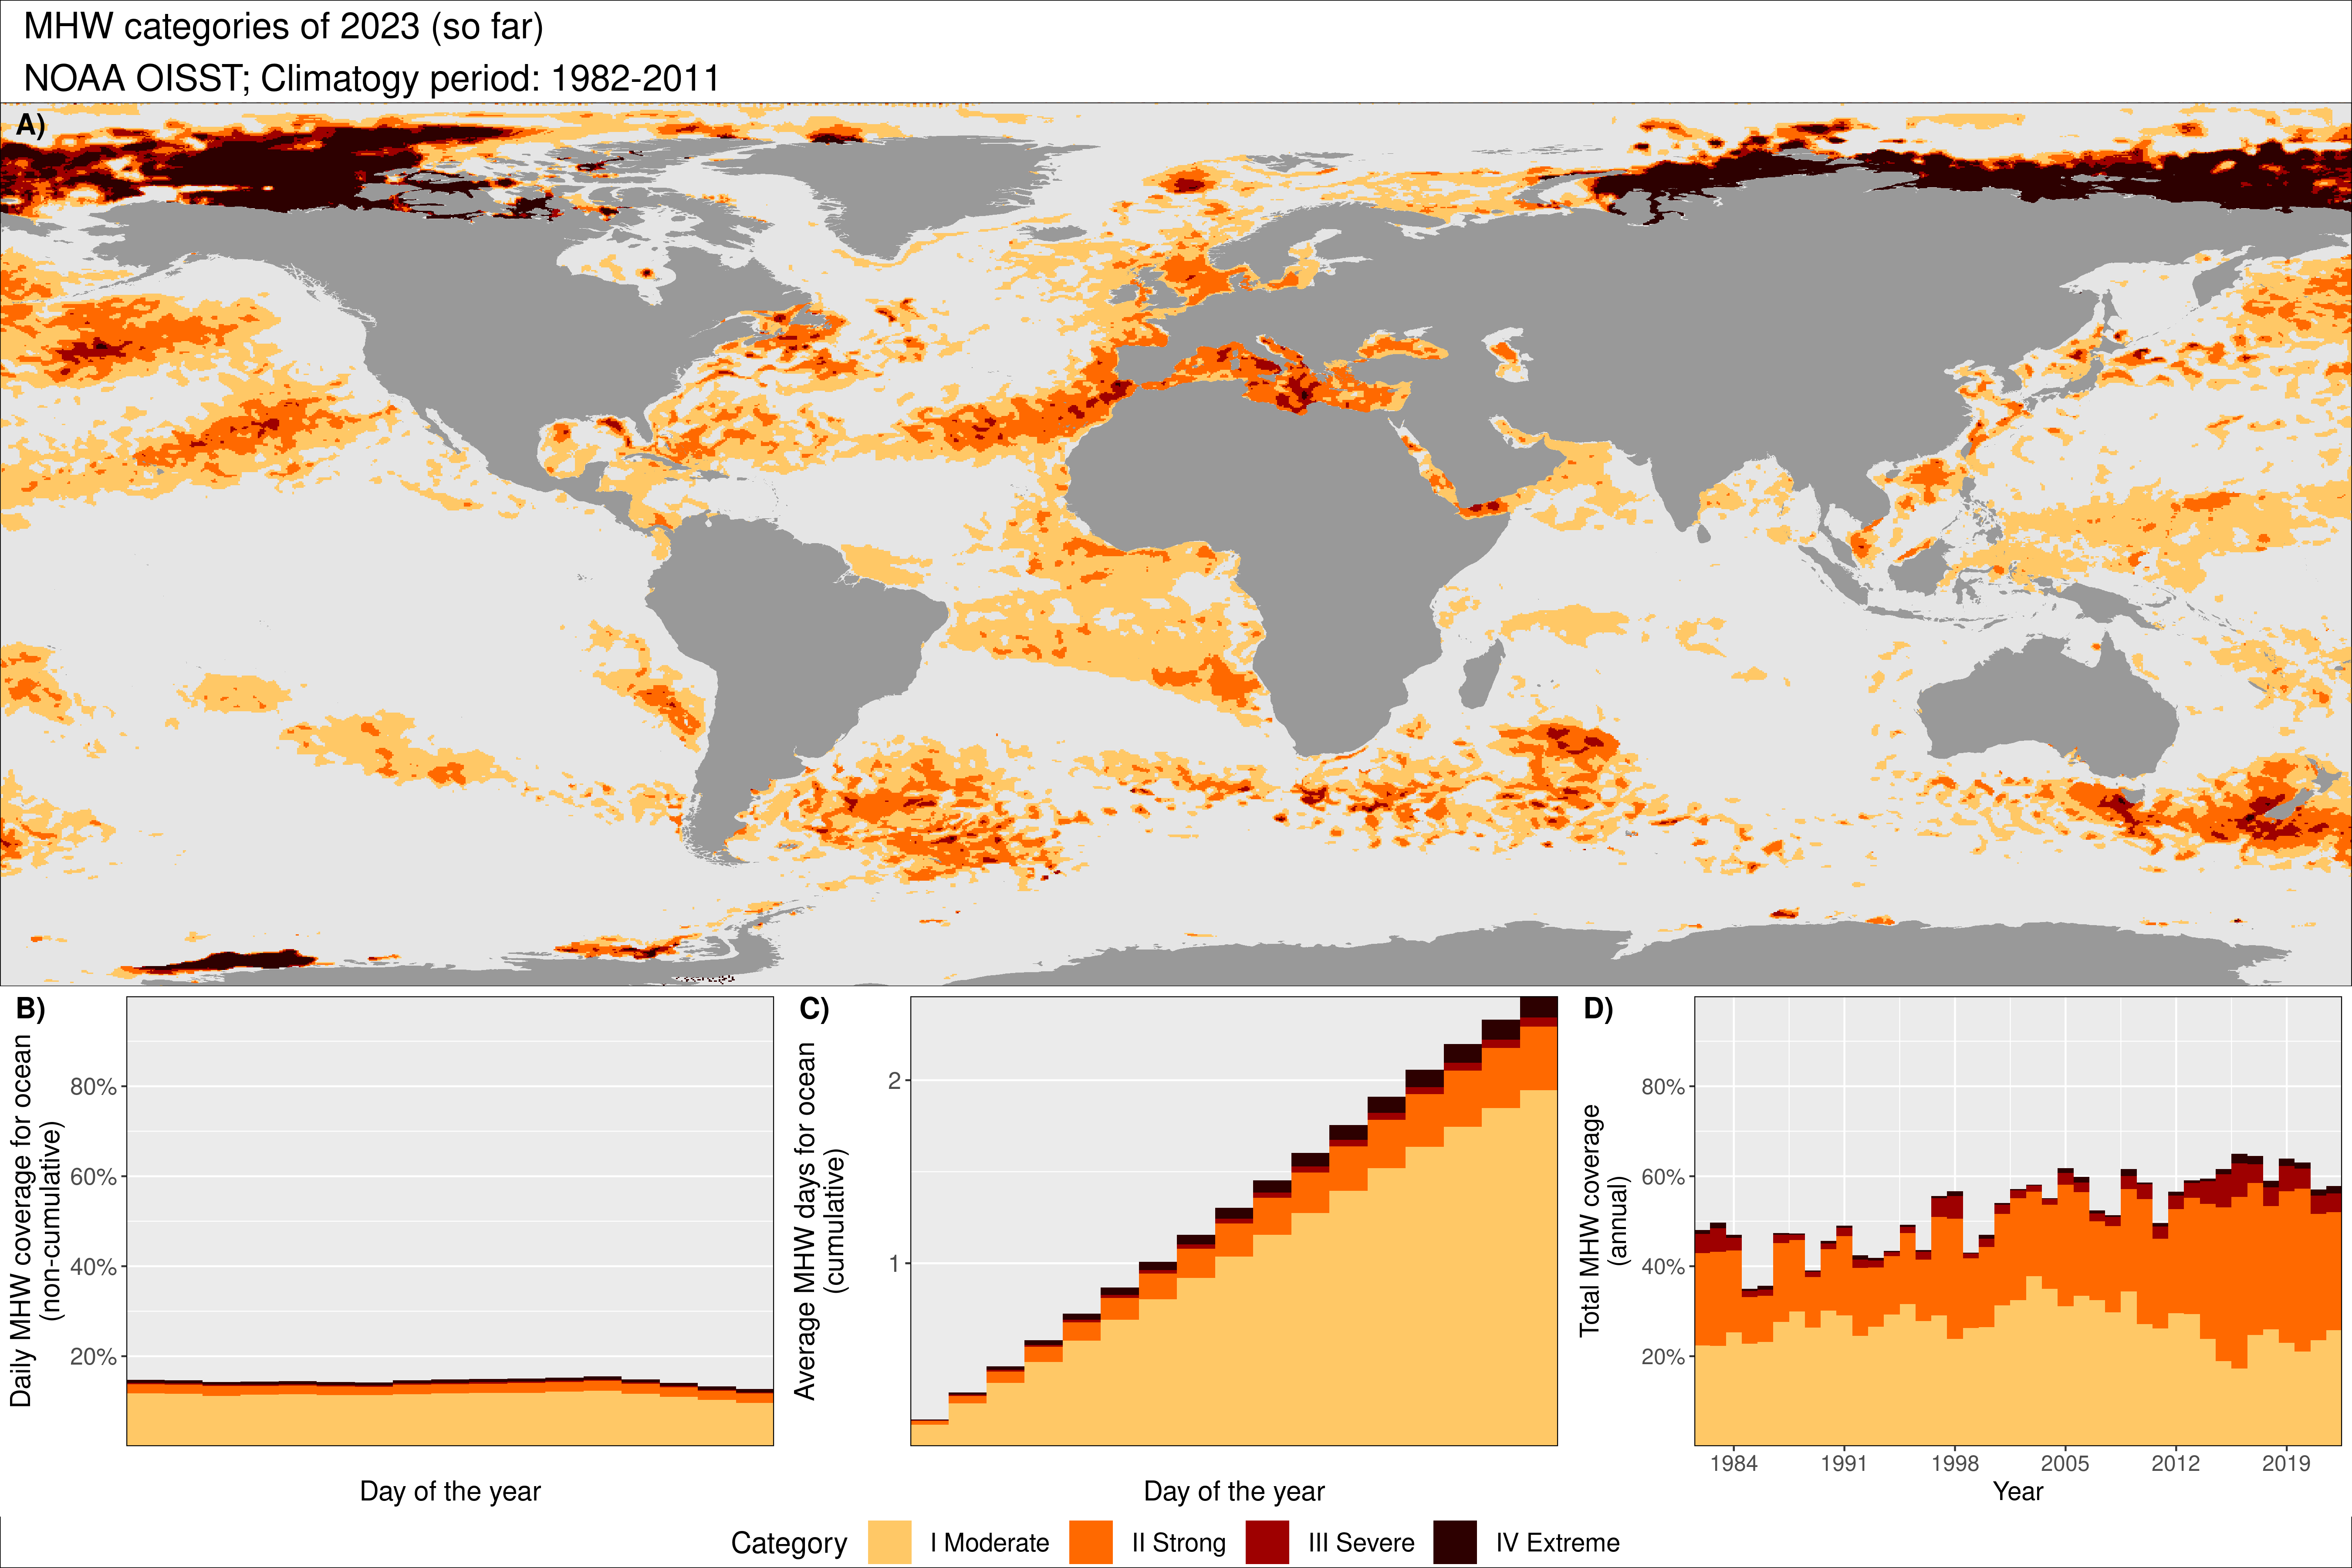 MHW categories of 2023 (so far)
NOAA OISST; Climatogy period: 1982-2011
A)
B)
Daily MHW coverage for ocean
(non-cumulative)
80%
60%
40%
20%
Day of the year
C)
Average MHW days for ocean
(cumulative)
2
1
Day of the year
D)
Total MHW coverage
(annual)
80%
60%
40%
20%
1984 1991 1998 2005 2012 2019
Year
Category I Moderate II Strong III Severe IV Extreme